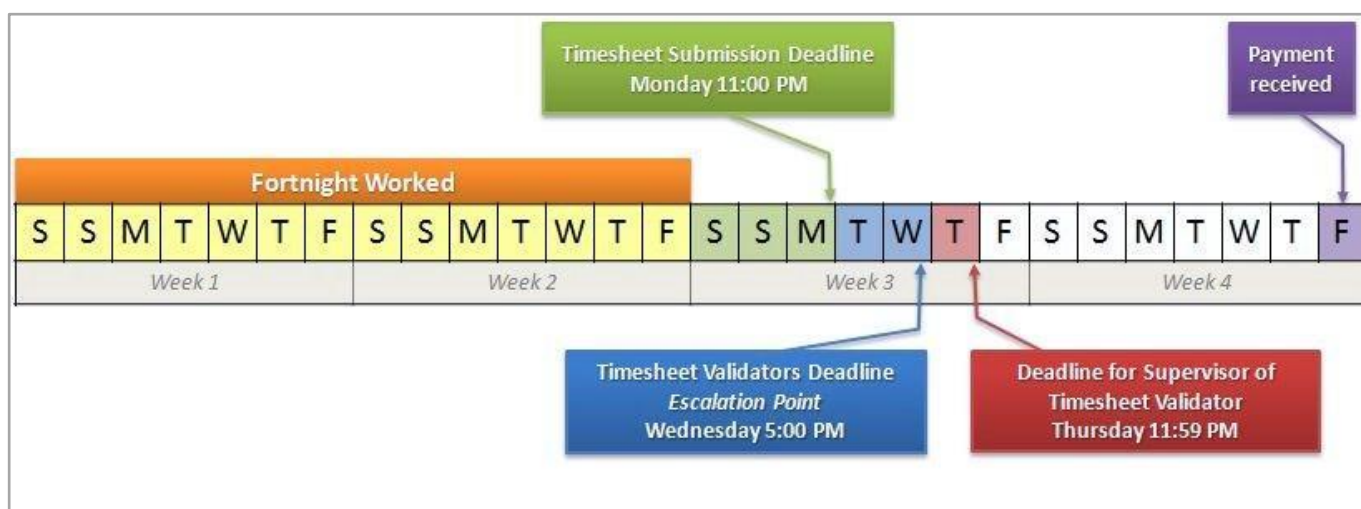 Timesheet Submission Deadline
Monday 11:00 PM
Payment
received
Fortnight Worked
S S M T W T F S S M T W T F S S M T W T F S S M T W T F
Week 1 Week 2 Week 3 Week 4
Timesheet Validators Deadline
Escalation Point
Wednesday 5:00 PM
Deadline for Supervisor of
Timesheet Validator
Thursday 11:59 PM